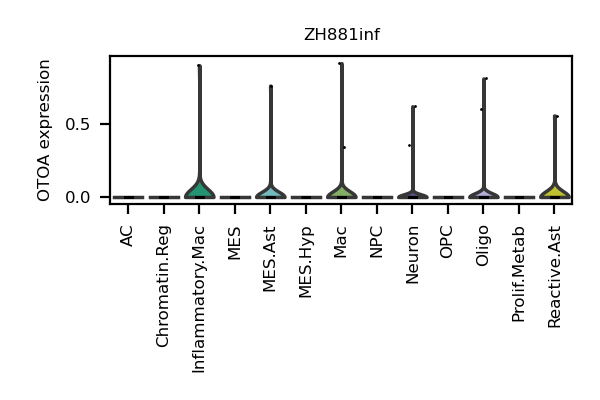 ZH881inf
OTOA expression
0.5
0.0
AC
Chromatin.Reg
Inflammatory.Mac
MES
MES.Ast
MES.Hyp
Mac
NPC
Neuron
OPC
Oligo
Prolif.Metab
Reactive.Ast